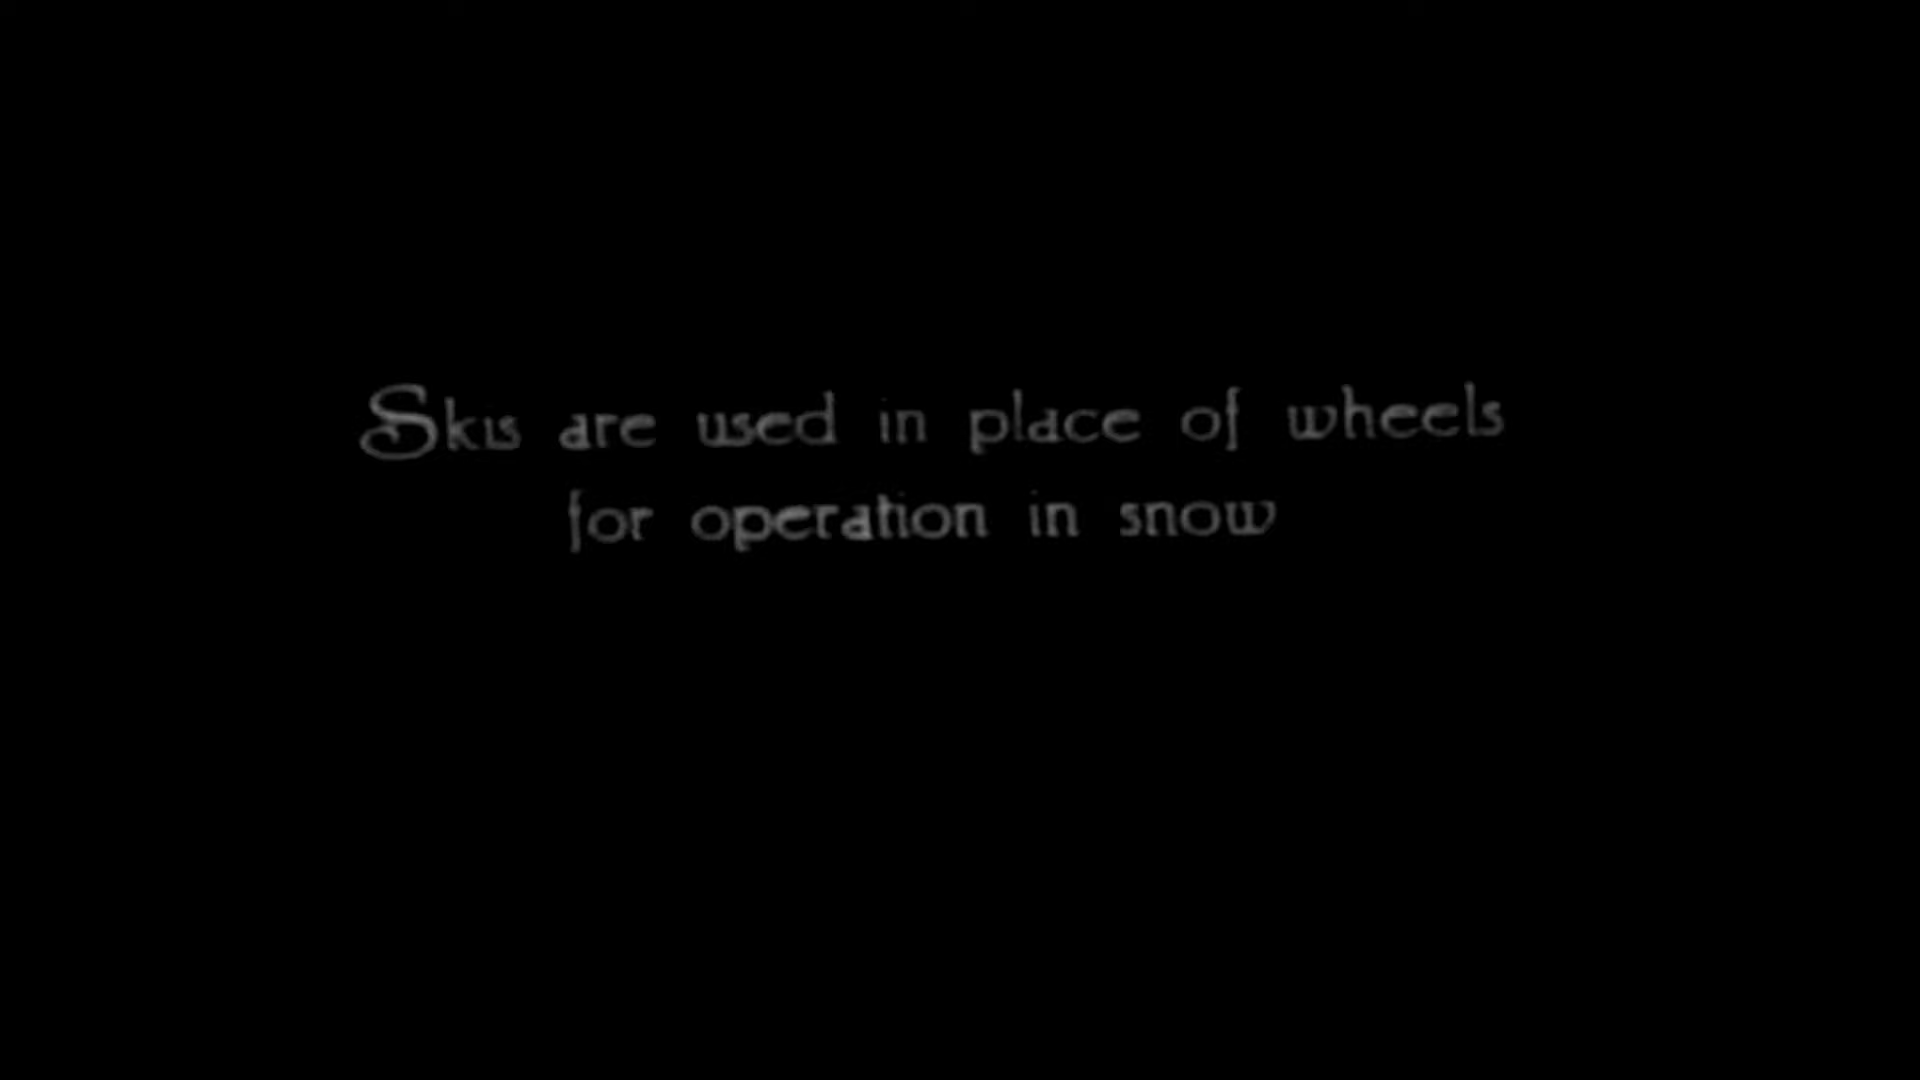 Skis are used in place of wheels
for operation in snow